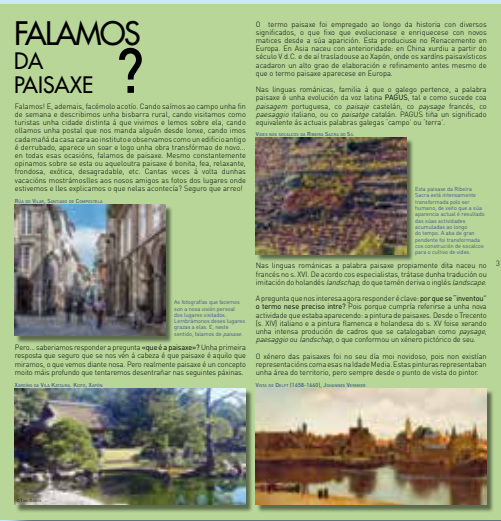 FALAMOS
DA
PAISAXE ?
Falamos! E, ademais, facémolo acotío. Cando saímos ao campo unha fin
de semana e describimos unha bisbarra rural, cando visitamos como
turistas unha cidade distinta á que vivimos e lemos sobre ela, cando
ollamos unha postal que nos manda alguén desde lonxe, cando imos
cada mañá da casa cara ao instituto e observamos como un edificio antigo
é derrubado, aparece un soar e logo unha obra transfórmao de novo...
en todas esas ocasións, falamos de paisaxe. Mesmo constantemente
opinamos sobre se esta ou aqueloutra paisaxe é bonita, fea, relaxante,
frondosa, exótica, desagradable, etc. Cantas veces á volta dunhas
vacacións mostrámoslles aos nosos amigos as fotos dos lugares onde
estivemos e lles explicamos o que nelas acontecía? Seguro que arreo!
Rúa do Vilar, Santiago de Compostela
As fotografías que facemos
son a nosa visión persoal
dos lugares visitados.
Lembrámonos deses lugares
grazas a elas. E, neste
sentido, falamos de paisaxe.
Pero... saberiamos responder a pregunta «que é a paisaxe»? Unha primeira
resposta que seguro que se nos vén á cabeza é que paisaxe é aquilo que
miramos, o que vemos diante nosa. Pero realmente paisaxe é un concepto
moito máis profundo que tentaremos desentrañar nas seguintes páxinas.
Xardíns da Vila Katsura, Kioto, Xapón
O termo paisaxe foi empregado ao longo da historia con diversos
significados, o que fixo que evolucionase e enriquecese con novos
matices desde a súa aparición. Esta produciuse no Renacemento en
Europa. En Asia naceu con anterioridade: en China xurdiu a partir do
século V d.C. e de aí trasladouse ao Xapón, onde os xardíns paisaxísticos
acadaron un alto grao de elaboración e refinamento antes mesmo de
que o termo paisaxe aparecese en Europa.
Nas linguas románicas, familia á que o galego pertence, a palabra
paisaxe é unha evolución da voz latina PAGUS, tal e como sucede coa
paisagem portuguesa, co paisaje castelán, co paysage francés, co
paesaggio italiano, ou co paisatge catalán. PAGUS tiña un significado
equivalente ás actuais palabras galegas ´campo´ ou ´terra´.
Viñedos nos socalcos da Ribeira Sacra do Sil
Esta paisaxe da Ribeira
Sacra está intensamente
transformada polo ser
humano, de xeito que a súa
aparencia actual é resultado
das súas actividades
acumuladas ao longo
do tempo. A aba de gran
pendente foi transformada
coa construción de socalcos
para o cultivo de vides.
3
Nas linguas románicas a palabra paisaxe propiamente dita naceu no
francés no s. XVI. De acordo cos especialistas, trátase dunha tradución ou
imitación do holandés landschap, do que tamén deriva o inglés landscape.
A pregunta que nos interesa agora responder é clave: por que se ¨inventou¨
o termo nese preciso intre? Pois porque cumpría referirse a unha nova
actividade que estaba aparecendo: a pintura de paisaxes. Desde o Trecento
(s. XIV) italiano e a pintura flamenca e holandesa do s. XV fóise xerando
unha intensa produción de cadros que se catalogaban como paysage,
paesaggio ou landschap, o que conformou un xénero pictórico de seu.
O xénero das paisaxes foi no seu día moi novidoso, pois non existían
representacións coma esas na Idade Media. Estas pinturas representaban
unha área do territorio, pero sempre desde o punto de vista do pintor.
Vista de Delft (1658-1660), Johannes Vermeer